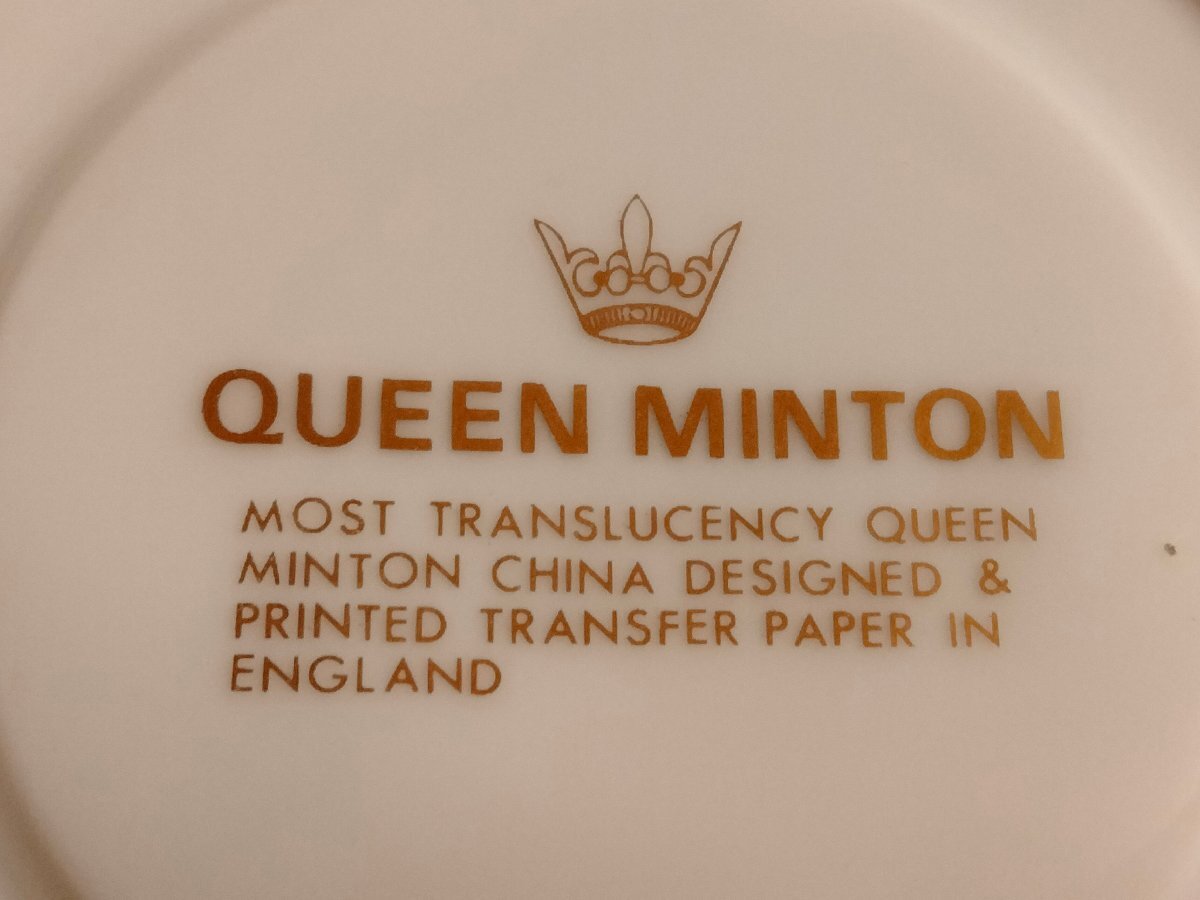 QUEEN MINTON
MOST TRANSLUCENCY QUEEN
MINTON CHINA DESIGNED &
PRINTED TRANSFER PAPER IN
ENGLAND